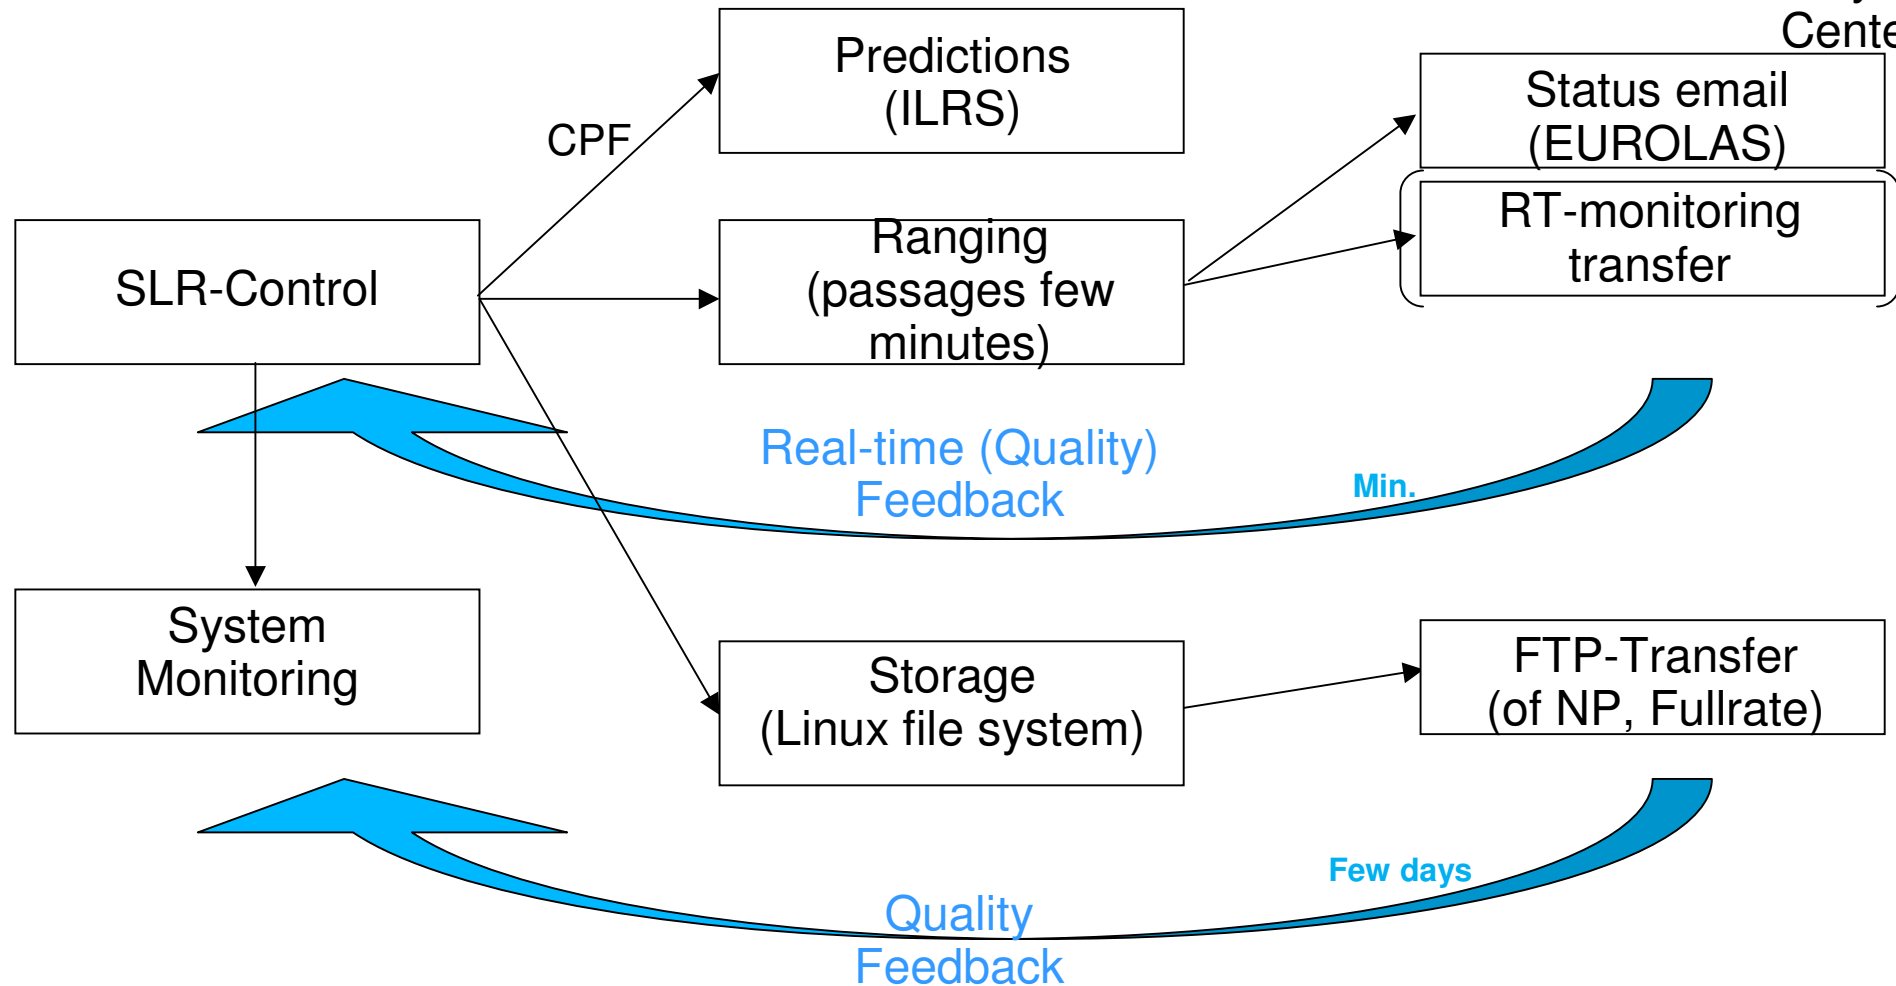 Predictions
(ILRS)
CPF
Status email
(EUROLAS)
RT-monitoring
transfer
SLR-Control
Ranging
(passages few
minutes)
Real-time (Quality)
Feedback
Min.
System
Monitoring
Storage
(Linux file system)
FTP-Transfer
(of NP, Fullrate)
Few days
Quality
Feedback